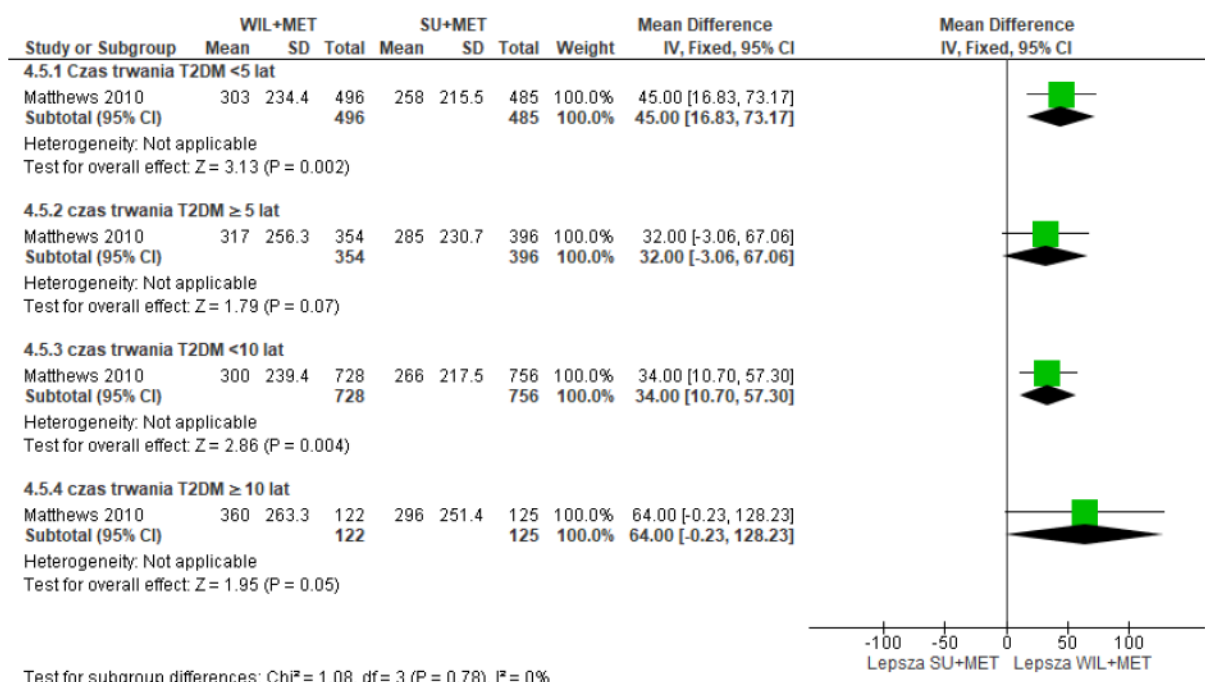 WIL+MET SU+MET Mean Difference Mean Difference
Study or Subgroup Mean SD Total Mean SD Total Weight IV, Fixed, 95% CI IV, Fixed, 95% CI
4.5.1 Czas trwania T2DM <5 lat
Matthews 2010 303 234.4 496 258 215.5 485 100.0% 45.00 [16.83, 73.17]
Subtotal (95% CI) 496 485 100.0% 45.00 [16.83, 73.17]
Heterogeneity: Not applicable
Test for overall effect: Z = 3.13 (P = 0.002)
4.5.2 czas trwania T2DM ≥ 5 lat
Matthews 2010 317 256.3 354 285 230.7 396 100.0% 32.00 [-3.06, 67.06]
Subtotal (95% CI) 354 396 100.0% 32.00 [-3.06, 67.06]
Heterogeneity: Not applicable
Test for overall effect: Z = 1.79 (P = 0.07)
4.5.3 czas trwania T2DM <10 lat
Matthews 2010 300 239.4 728 266 217.5 756 100.0% 34.00 [10.70, 57.30]
Subtotal (95% CI) 728 756 100.0% 34.00 [10.70, 57.30]
Heterogeneity: Not applicable
Test for overall effect: Z = 2.86 (P = 0.004)
4.5.4 czas trwania T2DM ≥ 10 lat
Matthews 2010 360 263.3 122 296 251.4 125 100.0% 64.00 [-0.23, 128.23]
Subtotal (95% CI) 122 125 100.0% 64.00 [-0.23, 128.23]
Heterogeneity: Not applicable
Test for overall effect: Z = 1.95 (P = 0.05)
-100 -50 0 50 100
Lepsza SU+MET Lepsza WIL+MET
Test for subgroup differences: Chi² = 1.08, df = 3 (P = 0.78), I² = 0%